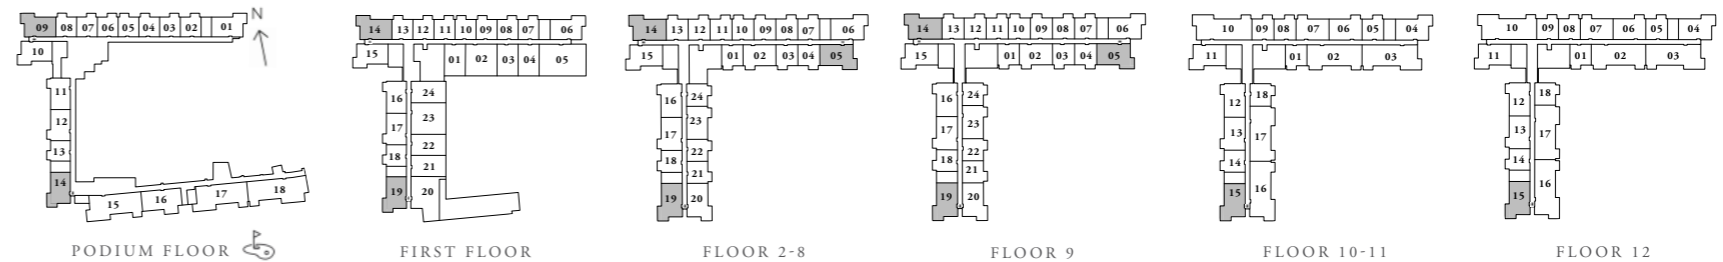 09 08 07 06 05 04 03 02 01
10
11
12
13
14
15 16 17 18
N
PODIUM FLOOR
14 13 12 11 10 09 08 07 06
15 01 02 03 04 05
16 24
17 23
18 22
21
19 20
FIRST FLOOR
14 13 12 11 10 09 08 07 06
15 01 02 03 04 05
16 24
17 23
18 22
21
19 20
FLOOR 2-8
14 13 12 11 10 09 08 07 06
15 01 02 03 04 05
16 24
17 23
18 22
21
19 20
FLOOR 9
10 09 08 07 06 05 04
11 01 02 03
12 18
13 17
14
15 16
FLOOR 10-11
10 09 08 07 06 05 04
11 01 02 03
12 18
13 17
14
15 16
FLOOR 12